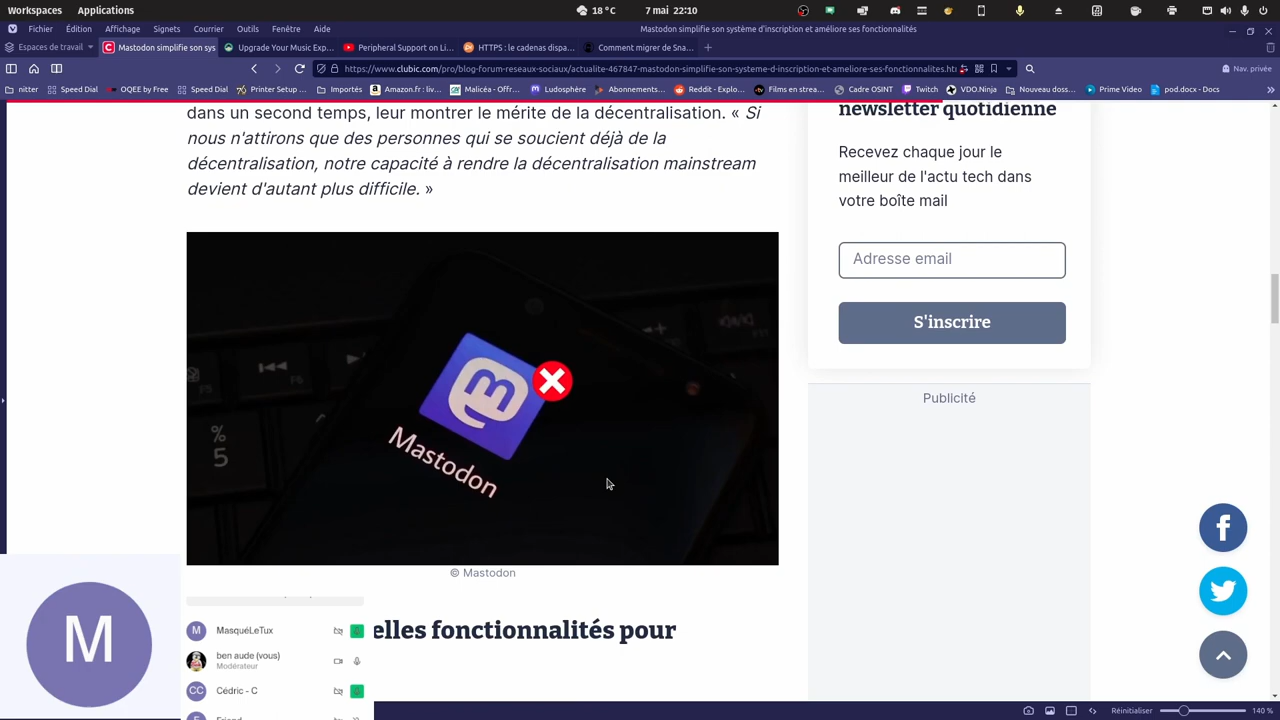 Workspaces
Applications
18 °C
7 mai 22∶10
Fichier
Édition
Affichage
Signets
Courrier
Outils
Fenêtre
Aide
Mastodon simplifie son système d'inscription et améliore ses fonctionnalités
Espaces de travail
Mastodon simplifie son sys
Upgrade Your Music Exp...
Peripheral Support on Li...
HTTPS : le cadenas dispa...
Comment migrer de Sna...
https://www.clubic.com/pro/blog-forum-reseaux-sociaux/actualite-467847-mastodon-simplifie-son-systeme-d-inscription-et-ameliore-ses-fonctionnalites.ht
Nav. privée
nitter
Speed Dial
OQEE by Free
Speed Dial
Printer Setup ...
Importés
Amazon.fr : liv...
Malicéa - Offr...
Ludosphère
Abonnements...
Reddit - Explo...
Films en stream...
Cadre OSINT
Twitch
VDO.Ninja
Nouveau doss...
Prime Video
pod.docx - Docs
dans un second temps, leur montrer le mérite de la décentralisation. « Si
nous n'attirons que des personnes qui se soucient déjà de la
décentralisation, notre capacité à rendre la décentralisation mainstream
devient d'autant plus difficile. »
newsletter quotidienne
Recevez chaque jour le
meilleur de l'actu tech dans
votre boîte mail
Adresse email
S'inscrire
Publicité
F5
F6
%
5
Mastodon
© Mastodon
elles fonctionnalités pour
M
M
MasquéLeTux
ben aude (vous)
Modérateur
CC
Cédric - C
Réinitialiser
140 %